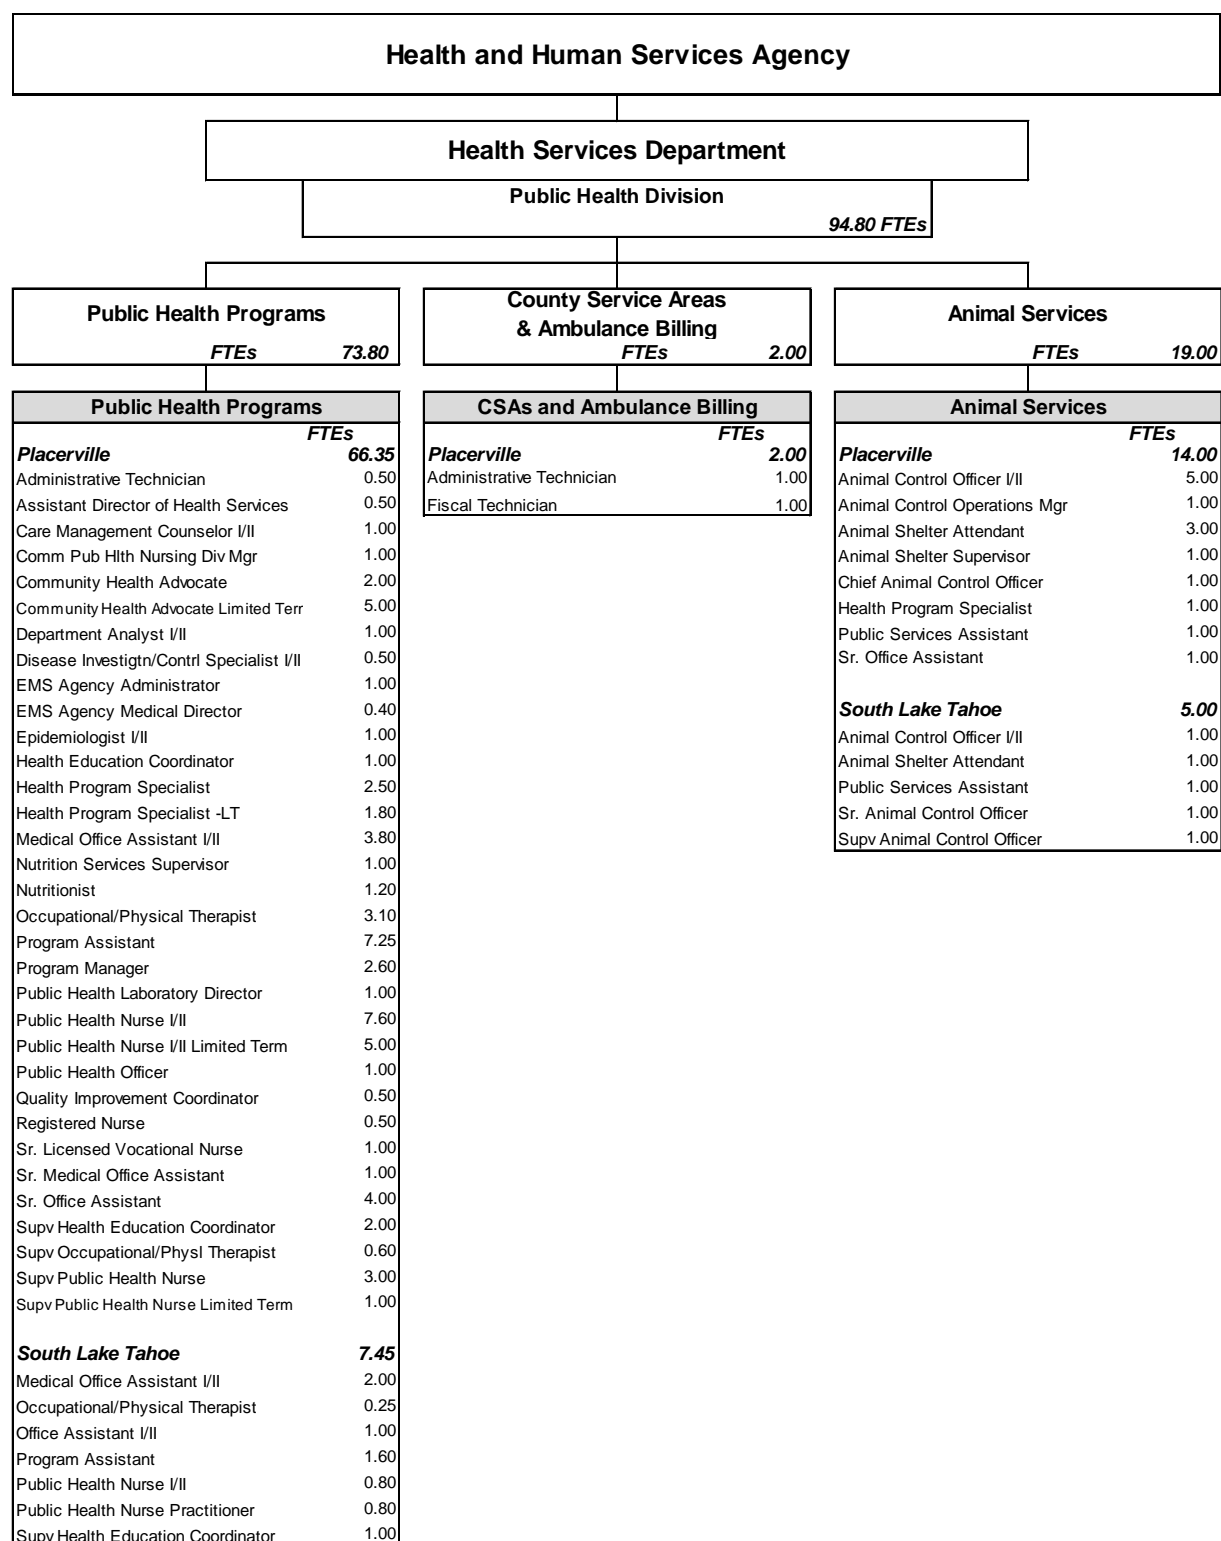 Health and Human Services Agency
Health Services Department
Public Health Division
94.80 FTEs
Public Health Programs
FTEs 73.80
County Service Areas
& Ambulance Billing
FTEs 2.00
Animal Services
FTEs 19.00
Public Health Programs
FTEs
Placerville 66.35
Administrative Technician 0.50
Assistant Director of Health Services 0.50
Care Management Counselor I/II 1.00
Comm Pub Hlth Nursing Div Mgr 1.00
Community Health Advocate 2.00
Community Health Advocate Limited Terr 5.00
Department Analyst I/II 1.00
Disease Investigtn/Contrl Specialist I/II 0.50
EMS Agency Administrator 1.00
EMS Agency Medical Director 0.40
Epidemiologist I/II 1.00
Health Education Coordinator 1.00
Health Program Specialist 2.50
Health Program Specialist -LT 1.80
Medical Office Assistant I/II 3.80
Nutrition Services Supervisor 1.00
Nutritionist 1.20
Occupational/Physical Therapist 3.10
Program Assistant 7.25
Program Manager 2.60
Public Health Laboratory Director 1.00
Public Health Nurse I/II 7.60
Public Health Nurse I/II Limited Term 5.00
Public Health Officer 1.00
Quality Improvement Coordinator 0.50
Registered Nurse 0.50
Sr. Licensed Vocational Nurse 1.00
Sr. Medical Office Assistant 1.00
Sr. Office Assistant 4.00
Supv Health Education Coordinator 2.00
Supv Occupational/Physl Therapist 0.60
Supv Public Health Nurse 3.00
Supv Public Health Nurse Limited Term 1.00
South Lake Tahoe 7.45
Medical Office Assistant I/II 2.00
Occupational/Physical Therapist 0.25
Office Assistant I/II 1.00
Program Assistant 1.60
Public Health Nurse I/II 0.80
Public Health Nurse Practitioner 0.80
Supv Health Education Coordinator 1.00
CSAs and Ambulance Billing
FTEs
Placerville 2.00
Administrative Technician 1.00
Fiscal Technician 1.00
Animal Services
FTEs
Placerville 14.00
Animal Control Officer I/II 5.00
Animal Control Operations Mgr 1.00
Animal Shelter Attendant 3.00
Animal Shelter Supervisor 1.00
Chief Animal Control Officer 1.00
Health Program Specialist 1.00
Public Services Assistant 1.00
Sr. Office Assistant 1.00
South Lake Tahoe 5.00
Animal Control Officer I/II 1.00
Animal Shelter Attendant 1.00
Public Services Assistant 1.00
Sr. Animal Control Officer 1.00
Supv Animal Control Officer 1.00